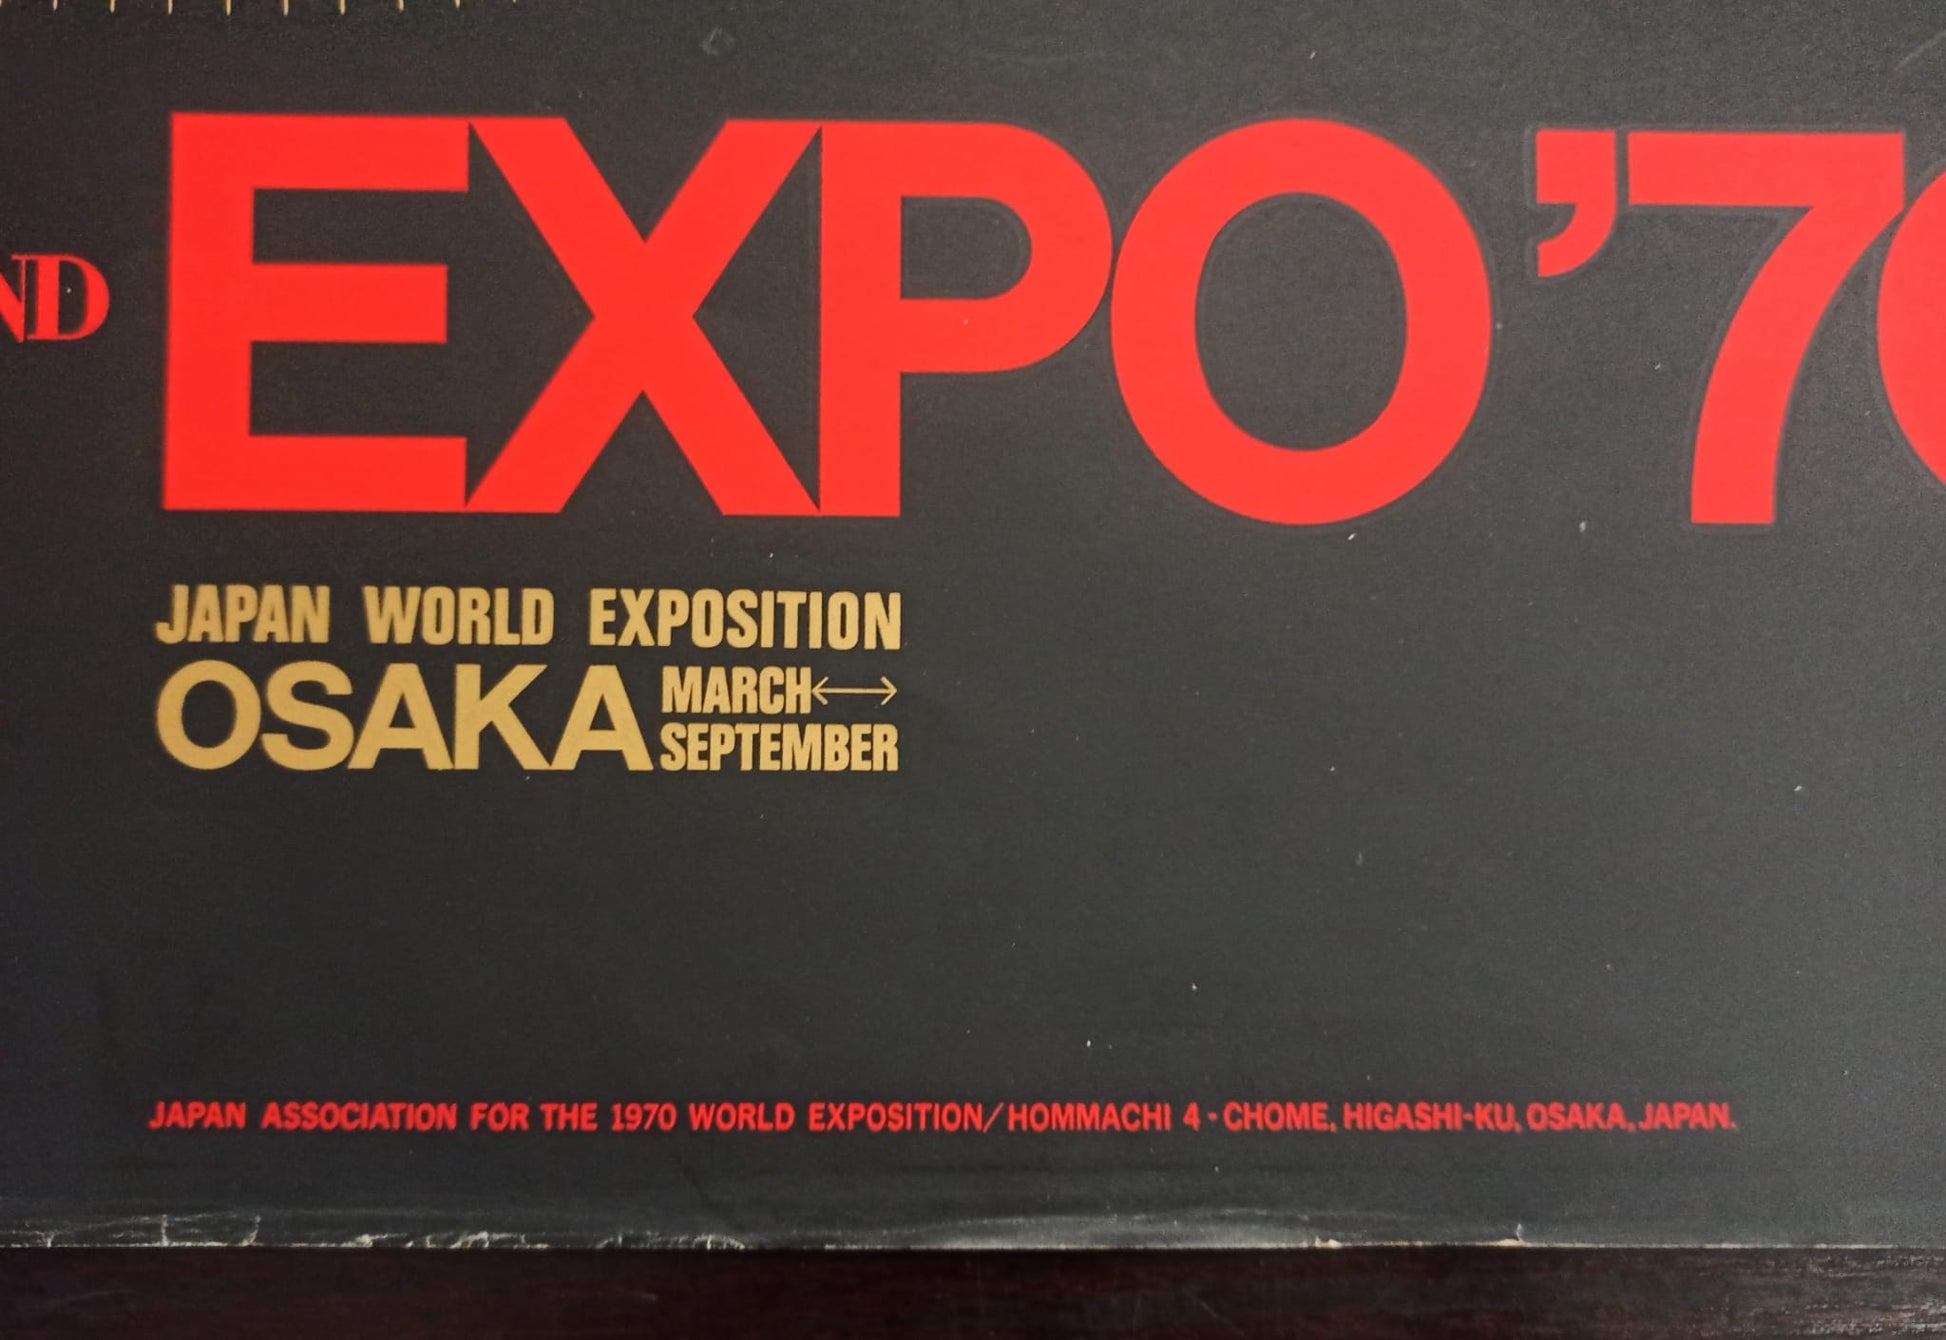 ND
EXPO'70
JAPAN WORLD EXPOSITION
OSAKA MARCH↔
SEPTEMBER
JAPAN ASSOCIATION FOR THE 1970 WORLD EXPOSITION/HOMMACHI 4-CHOME, HIGASHI-KU, OSAKA, JAPAN.